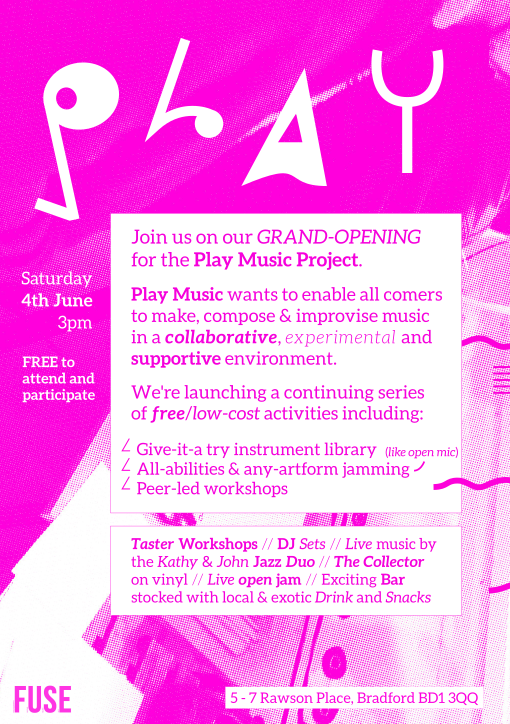 PLAY
Join us on our GRAND-OPENING
for the Play Music Project.
Saturday
4th June
3pm
FREE to
attend and
participate
Play Music wants to enable all comers
to make, compose & improvise music
in a collaborative, experimental and
supportive environment.
We're launching a continuing series
of free/low-cost activities including:
Give-it-a try instrument library (like open mic)
All-abilities & any-artform jamming
Peer-led workshops
Taster Workshops // DJ Sets // Live music by
the Kathy & John Jazz Duo // The Collector
on vinyl // Live open jam // Exciting Bar
stocked with local & exotic Drink and Snacks
FUSE
5 - 7 Rawson Place, Bradford BD1 3QQ